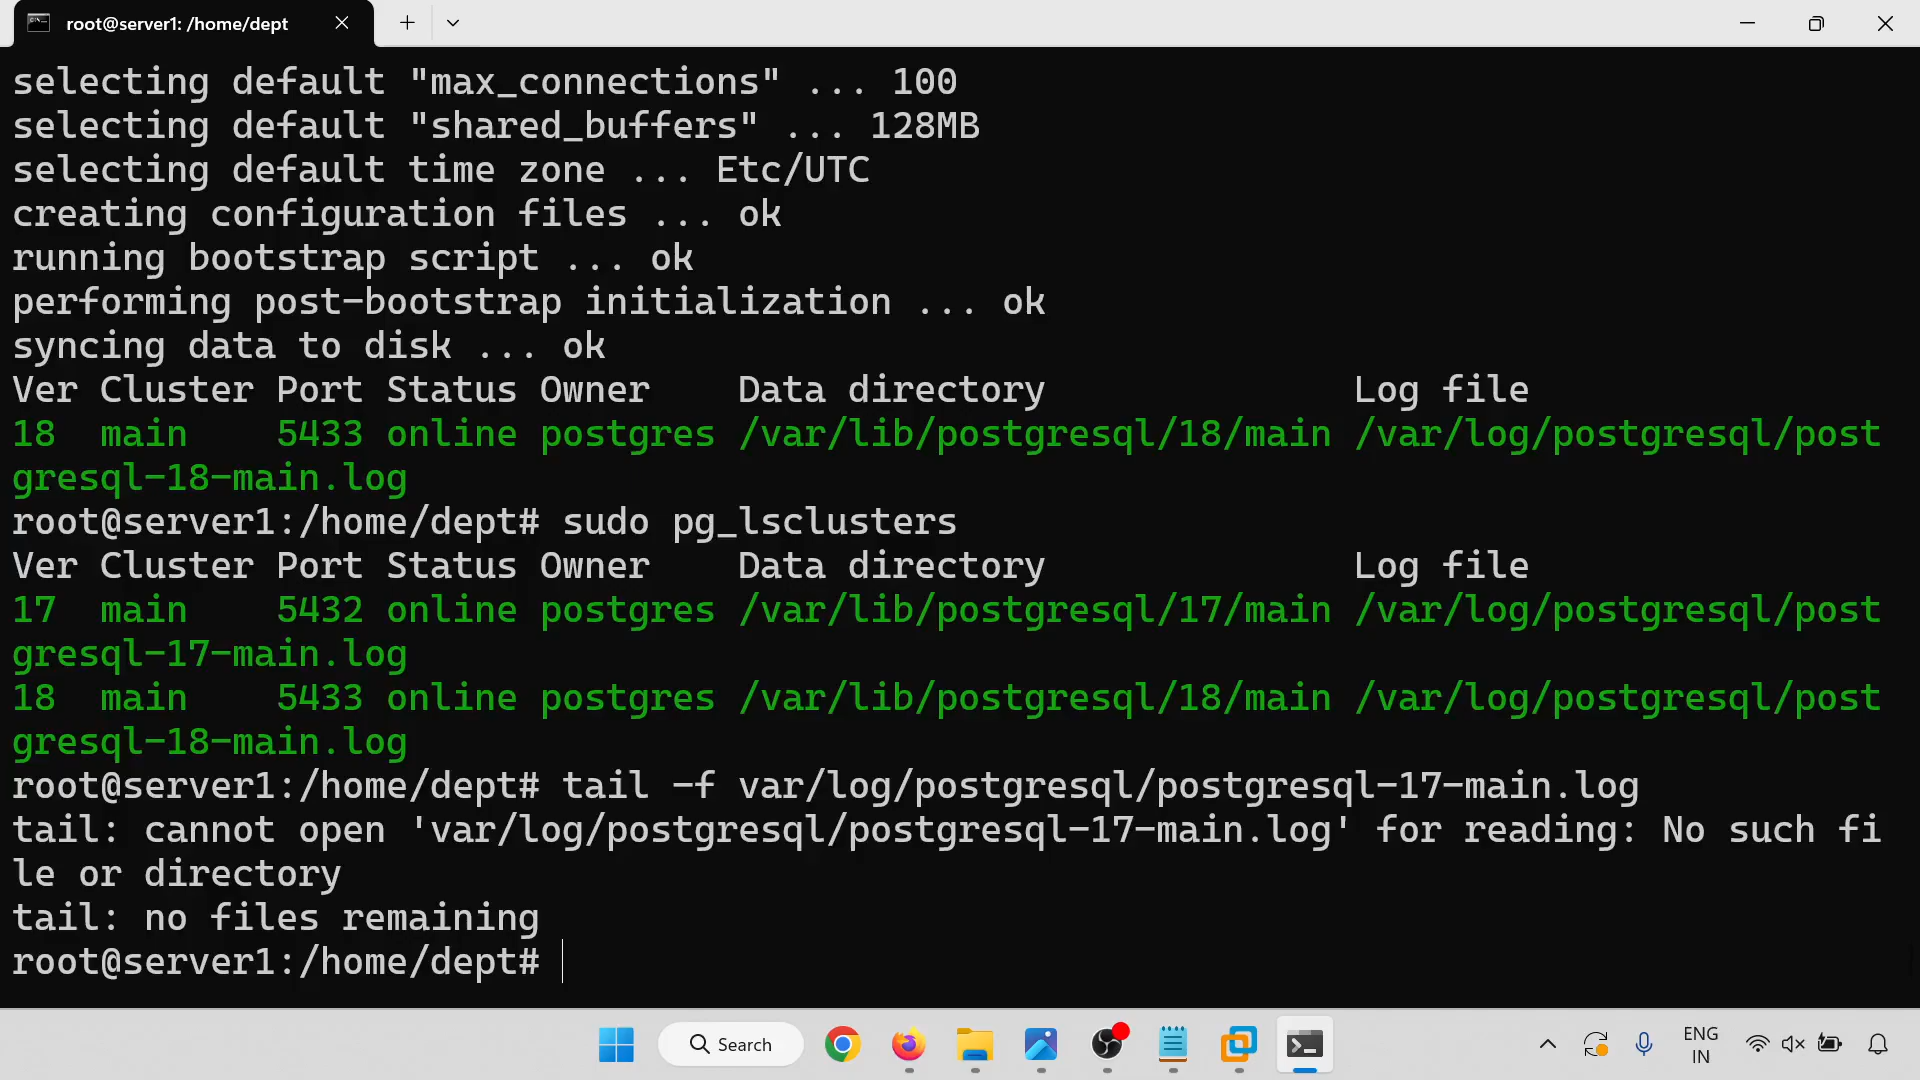 root@server1: /home/dept
selecting default "max_connections" ... 100
selecting default "shared_buffers" ... 128MB
selecting default time zone ... Etc/UTC
creating configuration files ... ok
running bootstrap script ... ok
performing post-bootstrap initialization ... ok
syncing data to disk ... ok
Ver Cluster Port Status Owner    Data directory              Log file
18  main    5433 online postgres /var/lib/postgresql/18/main /var/log/postgresql/post
gresql-18-main.log
root@server1:/home/dept# sudo pg_lsclusters
Ver Cluster Port Status Owner    Data directory              Log file
17  main    5432 online postgres /var/lib/postgresql/17/main /var/log/postgresql/post
gresql-17-main.log
18  main    5433 online postgres /var/lib/postgresql/18/main /var/log/postgresql/post
gresql-18-main.log
root@server1:/home/dept# tail -f var/log/postgresql/postgresql-17-main.log
tail: cannot open 'var/log/postgresql/postgresql-17-main.log' for reading: No such fi
le or directory
tail: no files remaining
root@server1:/home/dept#
Search
ENG
IN